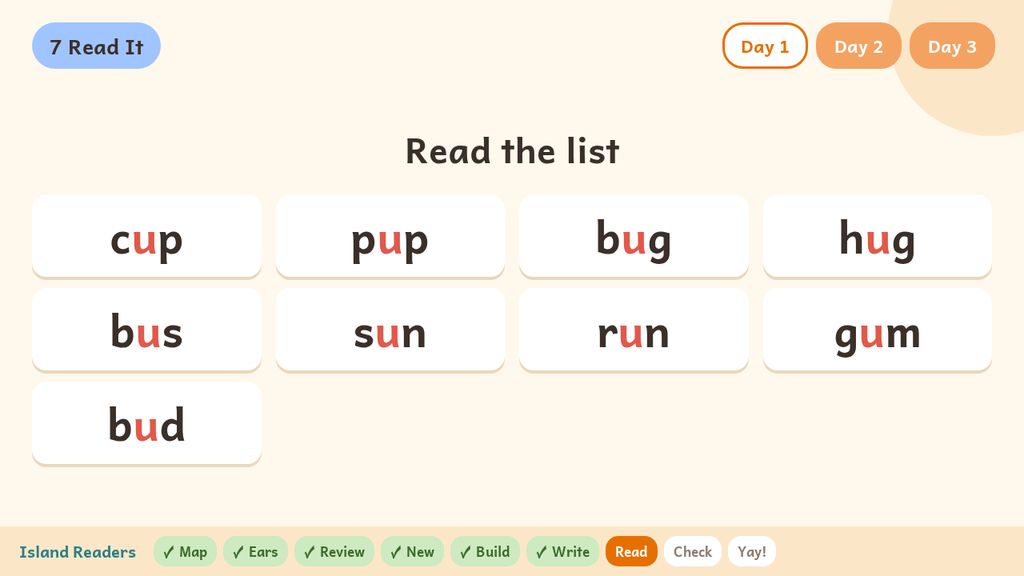 7 Read It
Day 1 Day 2 Day 3
Read the list
cup pup bug hug
bus sun run gum
bud
Island Readers ✓ Map ✓ Ears ✓ Review ✓ New ✓ Build ✓ Write Read Check Yay!